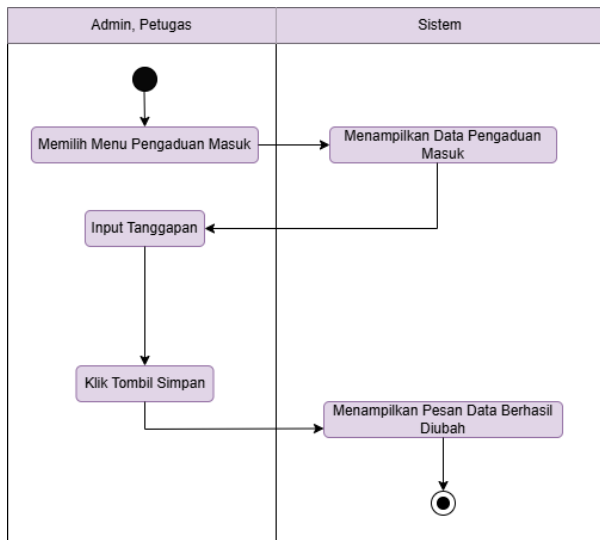 Admin, Petugas
Sistem
Memilih Menu Pengaduan Masuk
Menampilkan Data Pengaduan
Masuk
Input Tanggapan
Klik Tombil Simpan
Menampilkan Pesan Data Berhasil
Diubah